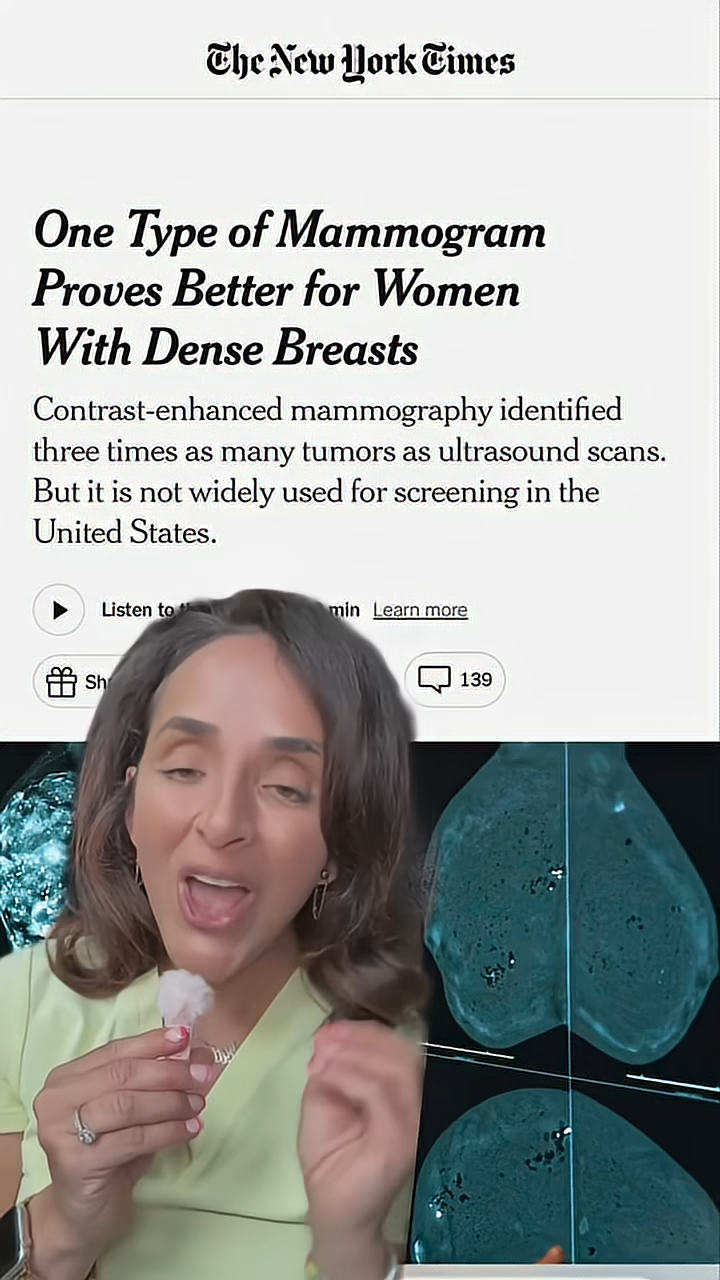 The New York Times
One Type of Mammogram
Proves Better for Women
With Dense Breasts
Contrast-enhanced mammography identified
three times as many tumors as ultrasound scans.
But it is not widely used for screening in the
United States.
Listen to min Learn more
139